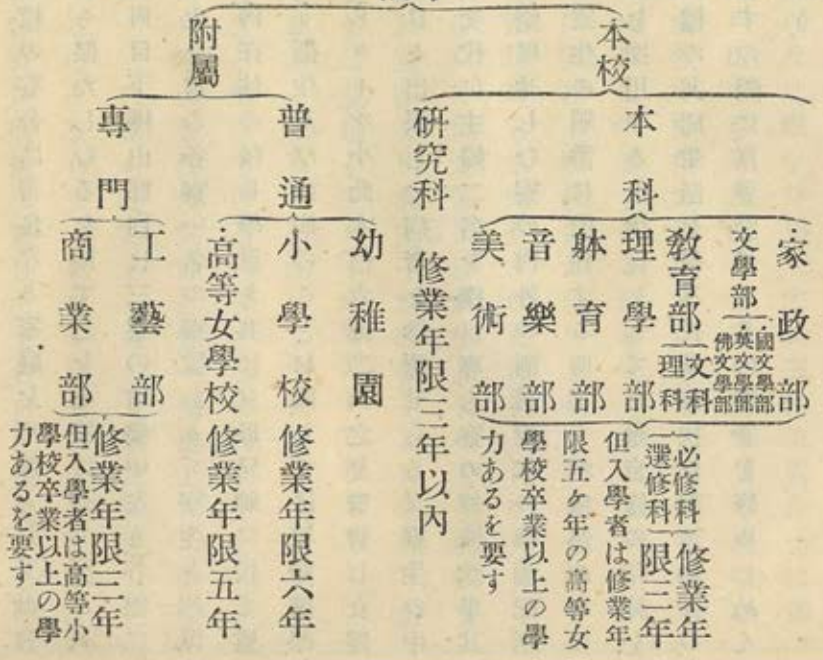 本校
本科
家政部
文學部
國文學部
英文學部
佛文學部
敎育部
文科
理科
理學部
躰育部
音樂部
美術部
必修科
選修科
修業年
限三年
但入學者は修業年
限五ヶ年の高等女
學校卒業以上の學
力あるを要す
研究科 修業年限三年以內
附屬
普通
幼稚園
小學校 修業年限六年
高等女學校 修業年限五年
專門
工藝部
商業部
修業年限三年
但入學者は高等小
學校卒業以上の學
力あるを要す